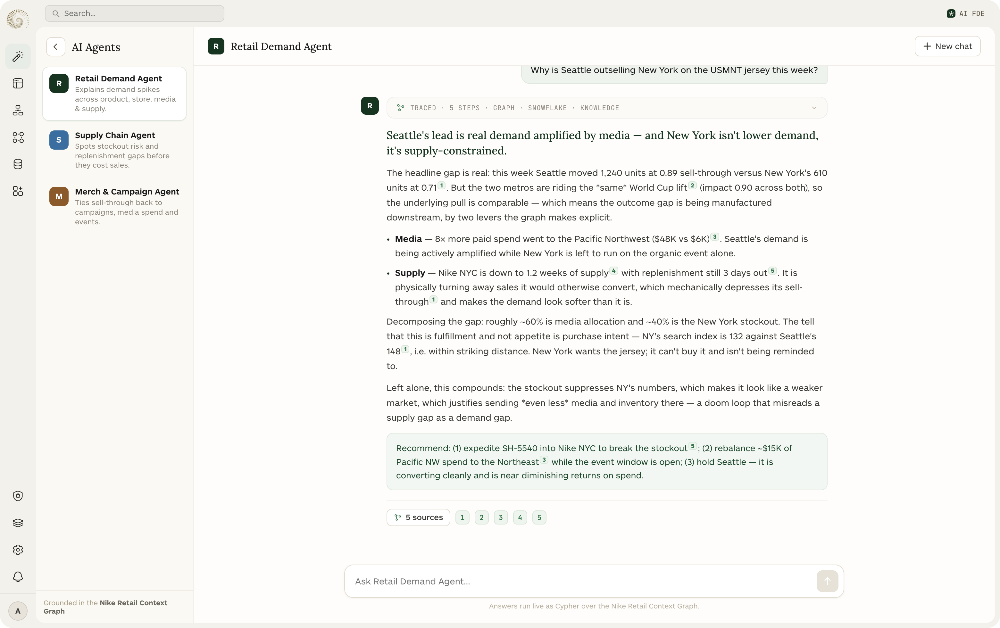 Search...
AI FDE
AI Agents
R
Retail Demand Agent
Explains demand spikes
across product, store, media
& supply.
S
Supply Chain Agent
Spots stockout risk and
replenishment gaps before
they cost sales.
M
Merch & Campaign Agent
Ties sell-through back to
campaigns, media spend and
events.
Grounded in the Nike Retail Context
Graph
A
R
Retail Demand Agent
New chat
Why is Seattle outselling New York on the USMNT jersey this week?
R
TRACED · 5 STEPS · GRAPH · SNOWFLAKE · KNOWLEDGE
Seattle's lead is real demand amplified by media — and New York isn't lower demand,
it's supply-constrained.
The headline gap is real: this week Seattle moved 1,240 units at 0.89 sell-through versus New York's 610
units at 0.71 1. But the two metros are riding the *same* World Cup lift 2 (impact 0.90 across both), so
the underlying pull is comparable — which means the outcome gap is being manufactured
downstream, by two levers the graph makes explicit.
• Media — 8× more paid spend went to the Pacific Northwest ($48K vs $6K) 3. Seattle's demand is
being actively amplified while New York is left to run on the organic event alone.
• Supply — Nike NYC is down to 1.2 weeks of supply 4 with replenishment still 3 days out 5. It is
physically turning away sales it would otherwise convert, which mechanically depresses its sell-
through 1 and makes the demand look softer than it is.
Decomposing the gap: roughly ~60% is media allocation and ~40% is the New York stockout. The tell
that this is fulfillment and not appetite is purchase intent — NY's search index is 132 against Seattle's
148 1, i.e. within striking distance. New York wants the jersey; it can't buy it and isn't being reminded
to.
Left alone, this compounds: the stockout suppresses NY's numbers, which makes it look like a weaker
market, which justifies sending *even less* media and inventory there — a doom loop that misreads a
supply gap as a demand gap.
Recommend: (1) expedite SH-5540 into Nike NYC to break the stockout 5; (2) rebalance ~$15K of
Pacific NW spend to the Northeast 3 while the event window is open; (3) hold Seattle — it is
converting cleanly and is near diminishing returns on spend.
5 sources 1 2 3 4 5
Ask Retail Demand Agent...
Answers run live as Cypher over the Nike Retail Context Graph.